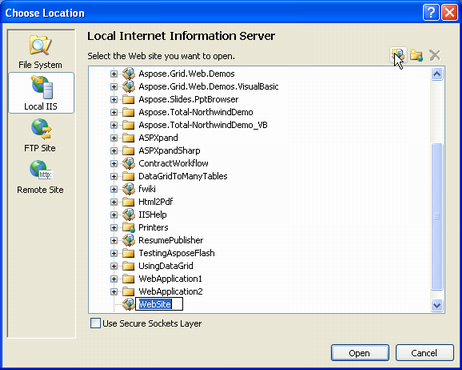 Choose Location
File System
Local IIS
FTP Site
http:
Remote Site
Local Internet Information Server
Select the Web site you want to open.
Aspose.Grid.Web.Demos
Aspose.Grid.Web.Demos.VisualBasic
Aspose.Slides.PptBrowser
Aspose.Total-NorthwindDemo
Aspose.Total-NorthwindDemo_VB
ASPXpand
ASPXpandSharp
ContractWorkflow
DataGridToManyTables
fwiki
Html2Pdf
IISHelp
Printers
ResumePublisher
TestingAsposeFlash
UsingDataGrid
WebApplication1
WebApplication2
WebSite
Use Secure Sockets Layer
Open
Cancel